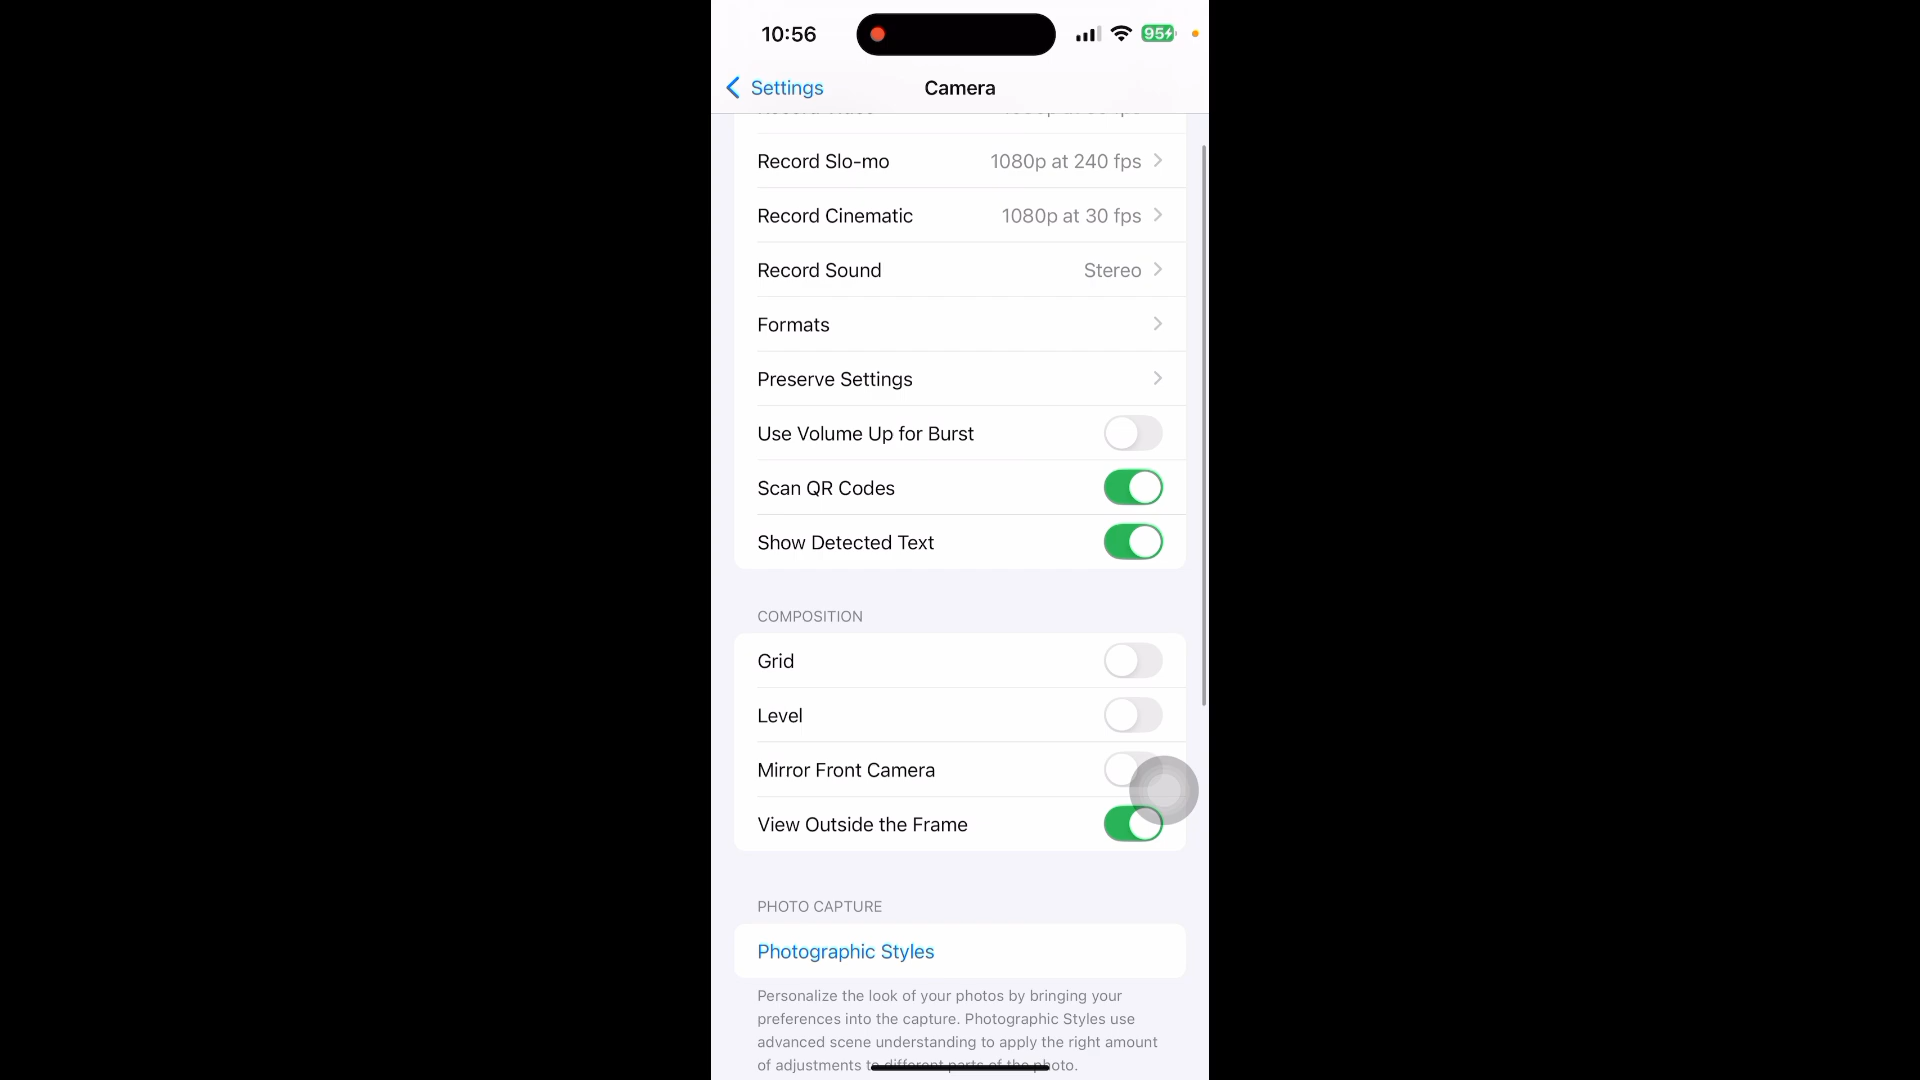 10:56
95
Settings
Camera
Record Slo-mo 1080p at 240 fps
Record Cinematic 1080p at 30 fps
Record Sound Stereo
Formats
Preserve Settings
Use Volume Up for Burst
Scan QR Codes
Show Detected Text
COMPOSITION
Grid
Level
Mirror Front Camera
View Outside the Frame
PHOTO CAPTURE
Photographic Styles
Personalize the look of your photos by bringing your
preferences into the capture. Photographic Styles use
advanced scene understanding to apply the right amount
of adjustments to different parts of the photo.